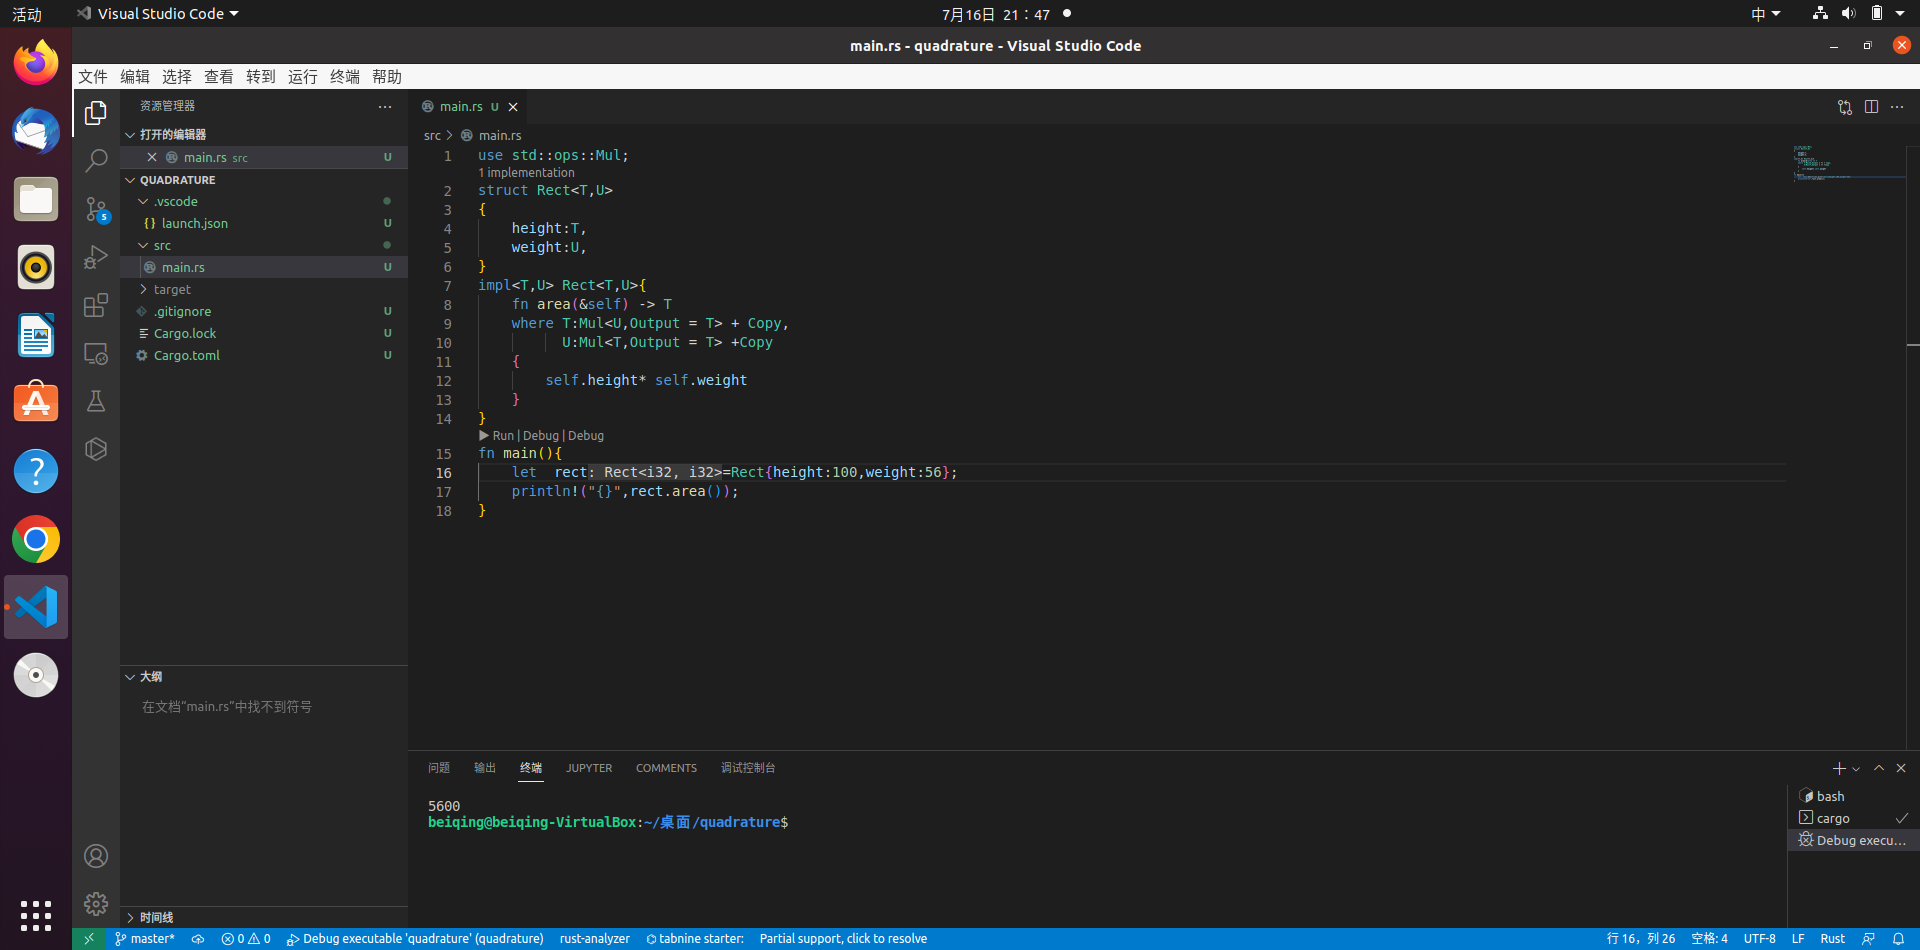 活动
Visual Studio Code
7月16日 21：47
中
main.rs - quadrature - Visual Studio Code
文件 编辑 选择 查看 转到 运行 终端 帮助
资源管理器
打开的编辑器
main.rs src U
QUADRATURE
.vscode
{} launch.json U
src
main.rs U
target
.gitignore U
Cargo.lock U
Cargo.toml U
大纲
在文档“main.rs”中找不到符号
时间线
5
main.rs U
src > main.rs
1 use std::ops::Mul;
1 implementation
2 struct Rect<T,U>
3 {
4 height:T,
5 weight:U,
6 }
7 impl<T,U> Rect<T,U>{
8 fn area(&self) -> T
9 where T:Mul<U,Output = T> + Copy,
10 U:Mul<T,Output = T> +Copy
11 {
12 self.height* self.weight
13 }
14 }
Run | Debug | Debug
15 fn main(){
16 let  rect: Rect<i32, i32>=Rect{height:100,weight:56};
17 println!("{}",rect.area());
18 }
问题 输出 终端 JUPYTER COMMENTS 调试控制台
5600
beiqing@beiqing-VirtualBox:~/桌面/quadrature$
bash
cargo
Debug execu...
master* 0 0 Debug executable 'quadrature' (quadrature) rust-analyzer tabnine starter: Partial support, click to resolve
行 16，列 26 空格: 4 UTF-8 LF Rust